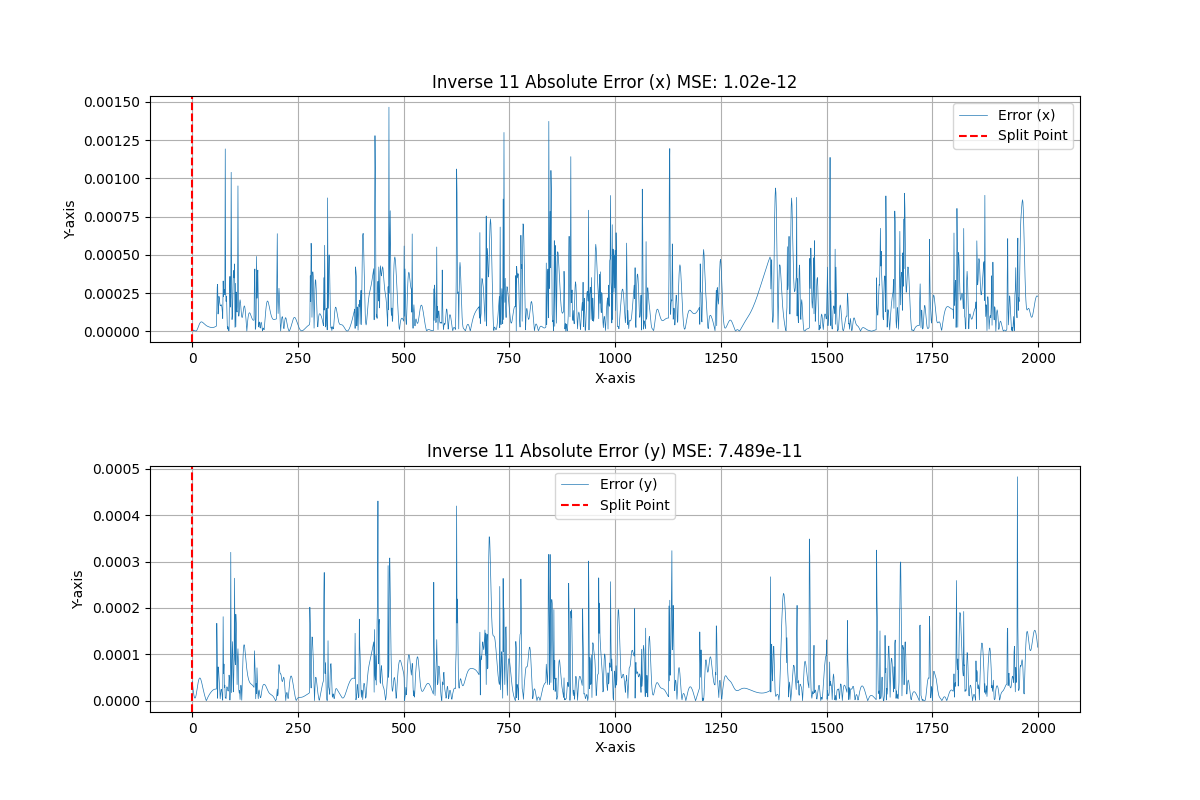 Inverse 11 Absolute Error (x) MSE: 1.02e-12
0.00150
0.00125
0.00100
0.00075
0.00050
0.00025
0.00000
Y-axis
Error (x)
Split Point
0 250 500 750 1000 1250 1500 1750 2000
X-axis
Inverse 11 Absolute Error (y) MSE: 7.489e-11
0.0005
0.0004
0.0003
0.0002
0.0001
0.0000
Y-axis
Error (y)
Split Point
0 250 500 750 1000 1250 1500 1750 2000
X-axis